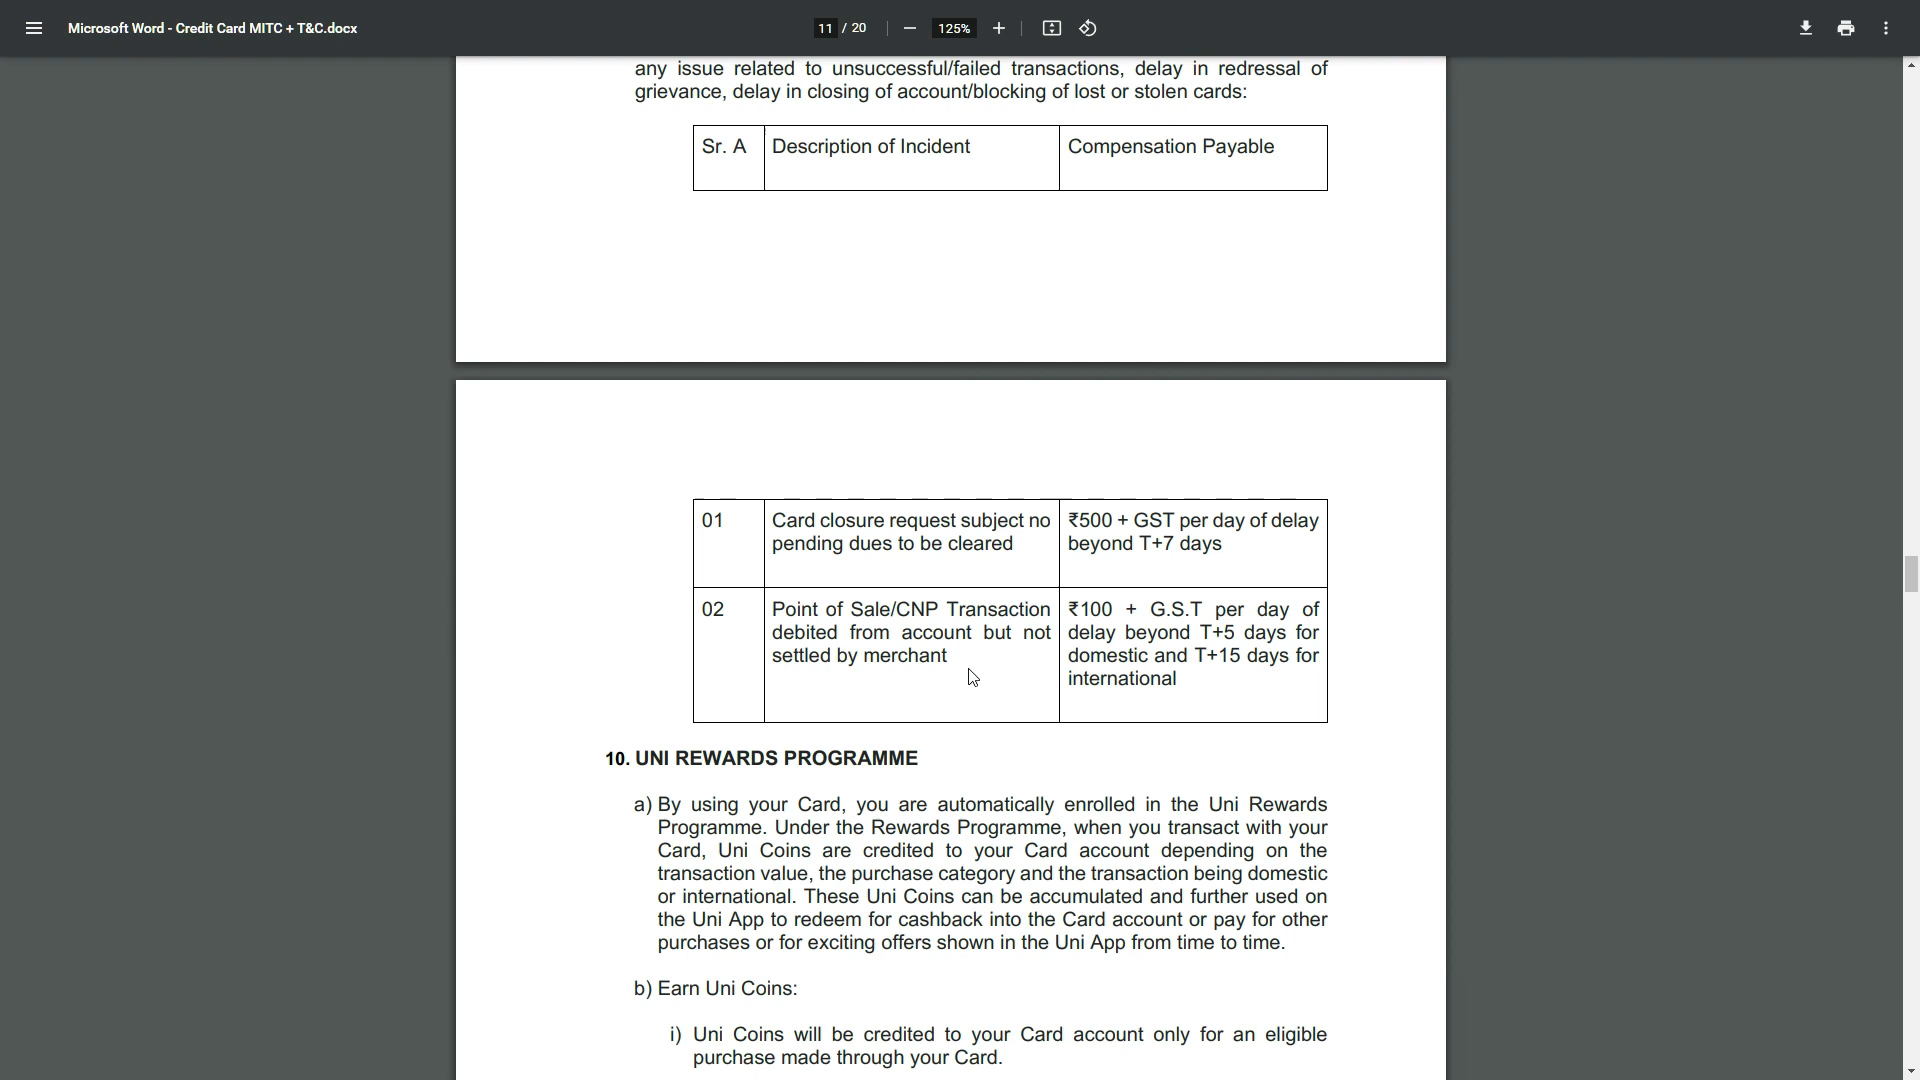 Microsoft Word - Credit Card MITC + T&C.docx
11 / 20
125%
any issue related to unsuccessful/failed transactions, delay in redressal of
grievance, delay in closing of account/blocking of lost or stolen cards:
Sr. A
Description of Incident
Compensation Payable
01
Card closure request subject no
pending dues to be cleared
₹500 + GST per day of delay
beyond T+7 days
02
Point of Sale/CNP Transaction
debited from account but not
settled by merchant
₹100 + G.S.T per day of
delay beyond T+5 days for
domestic and T+15 days for
international
10. UNI REWARDS PROGRAMME
a) By using your Card, you are automatically enrolled in the Uni Rewards
Programme. Under the Rewards Programme, when you transact with your
Card, Uni Coins are credited to your Card account depending on the
transaction value, the purchase category and the transaction being domestic
or international. These Uni Coins can be accumulated and further used on
the Uni App to redeem for cashback into the Card account or pay for other
purchases or for exciting offers shown in the Uni App from time to time.
b) Earn Uni Coins:
i) Uni Coins will be credited to your Card account only for an eligible
purchase made through your Card.